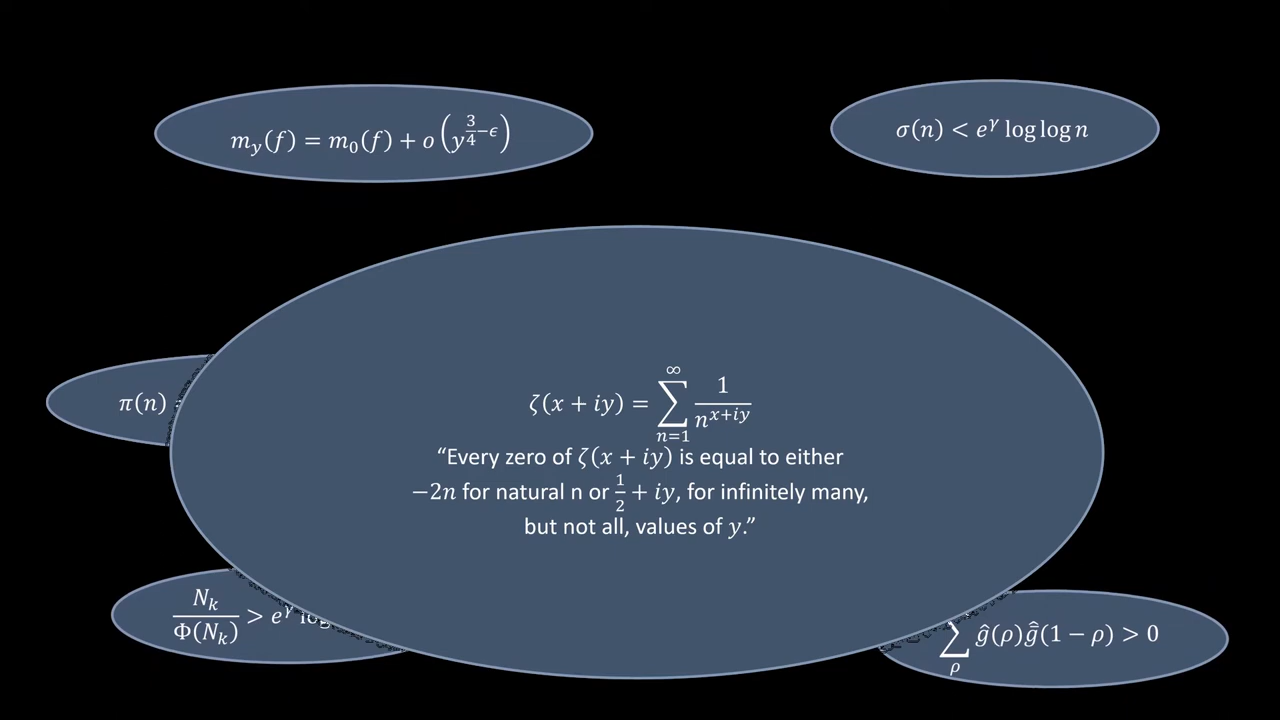 m_y(f) = m_0(f) + o(y^{3/4−ϵ})
σ(n) < e^γ log log n
π(n) =
ζ(x + iy) = ∑_{n=1}^{∞} 1/n^{x+iy}
“Every zero of ζ(x + iy) is equal to either
−2n for natural n or 1/2 + iy, for infinitely many,
but not all, values of y.”
N_k/Φ(N_k) > e^γ log
∑_ρ ĝ(ρ)ĝ̄(1 − ρ) > 0